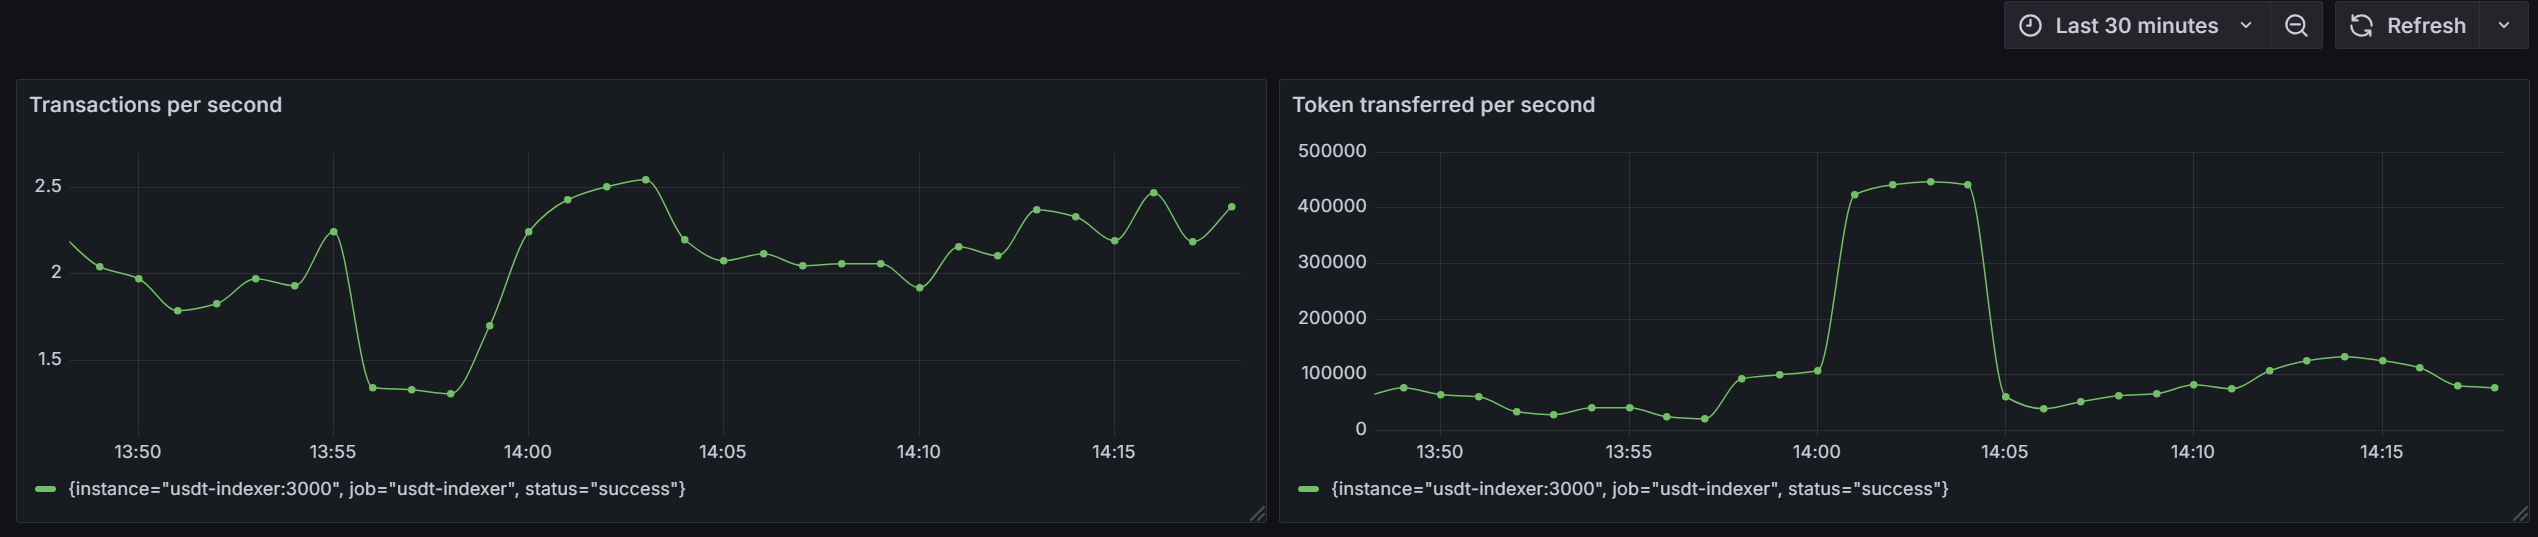 Last 30 minutes
Refresh
Transactions per second
2.5
2
1.5
13:50 13:55 14:00 14:05 14:10 14:15
{instance="usdt-indexer:3000", job="usdt-indexer", status="success"}
Token transferred per second
500000
400000
300000
200000
100000
0
13:50 13:55 14:00 14:05 14:10 14:15
{instance="usdt-indexer:3000", job="usdt-indexer", status="success"}